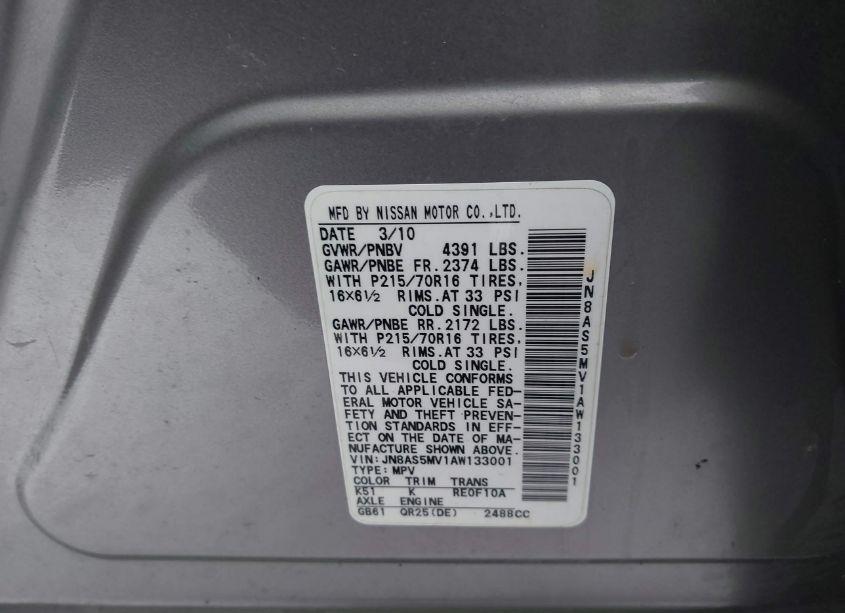 MFD BY NISSAN MOTOR CO.,LTD.
DATE 3/10
GVWR/PNBV 4391 LBS.
GAWR/PNBE FR. 2374 LBS.
WITH P215/70R16 TIRES,
16×6½ RIMS. AT 33 PSI
COLD SINGLE.
GAWR/PNBE RR. 2172 LBS.
WITH P215/70R16 TIRES,
16×6½ RIMS. AT 33 PSI
COLD SINGLE.
THIS VEHICLE CONFORMS
TO ALL APPLICABLE FED-
ERAL MOTOR VEHICLE SA-
FETY AND THEFT PREVEN-
TION STANDARDS IN EFF-
ECT ON THE DATE OF MA-
NUFACTURE SHOWN ABOVE.
VIN: JN8AS5MV1AW133001
TYPE: MPV
COLOR TRIM TRANS
K51 K RE0F10A
AXLE ENGINE
GB61 QR25(DE) 2488CC
JN8AS5MV1AW133001